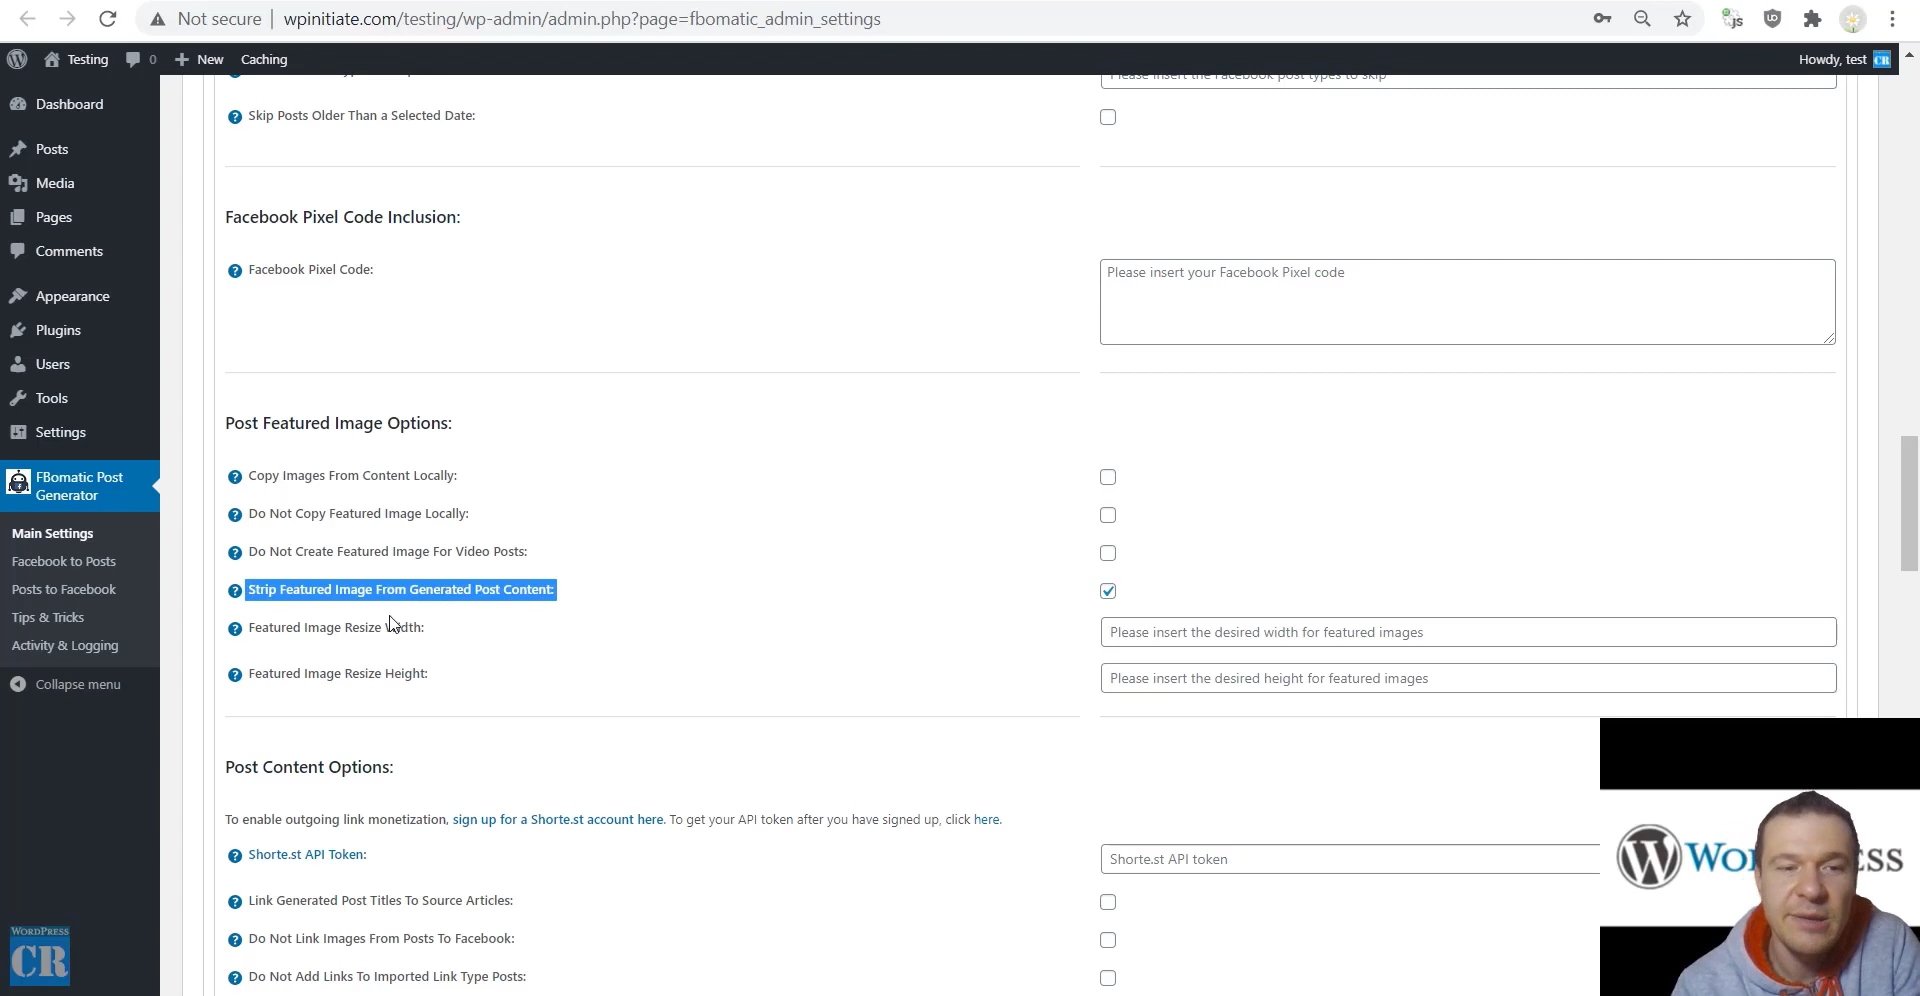 Not secure
wpinitiate.com/testing/wp-admin/admin.php?page=fbomatic_admin_settings
Testing
0
New
Caching
Howdy, test
CR
Dashboard
Posts
Media
Pages
Comments
Appearance
Plugins
Users
Tools
Settings
FBomatic Post
Generator
Main Settings
Facebook to Posts
Posts to Facebook
Tips & Tricks
Activity & Logging
Collapse menu
Please insert the Facebook post types to skip
Skip Posts Older Than a Selected Date:
Facebook Pixel Code Inclusion:
Facebook Pixel Code:
Please insert your Facebook Pixel code
Post Featured Image Options:
Copy Images From Content Locally:
Do Not Copy Featured Image Locally:
Do Not Create Featured Image For Video Posts:
Strip Featured Image From Generated Post Content:
Featured Image Resize Width:
Please insert the desired width for featured images
Featured Image Resize Height:
Please insert the desired height for featured images
Post Content Options:
To enable outgoing link monetization, sign up for a Shorte.st account here. To get your API token after you have signed up, click here.
Shorte.st API Token:
Shorte.st API token
Link Generated Post Titles To Source Articles:
Do Not Link Images From Posts To Facebook:
Do Not Add Links To Imported Link Type Posts:
WORDPRESS
CR